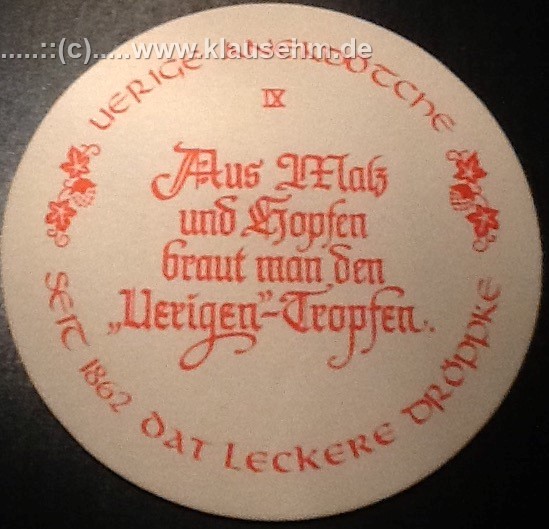 .....::(c).....www.klausehm.de
UERIGE
IX
Aus Malz
und Hopfen
braut man den
„Uerigen"-Tropfen.
SEIT 1862 DAT LECKERE DRÖPPKE